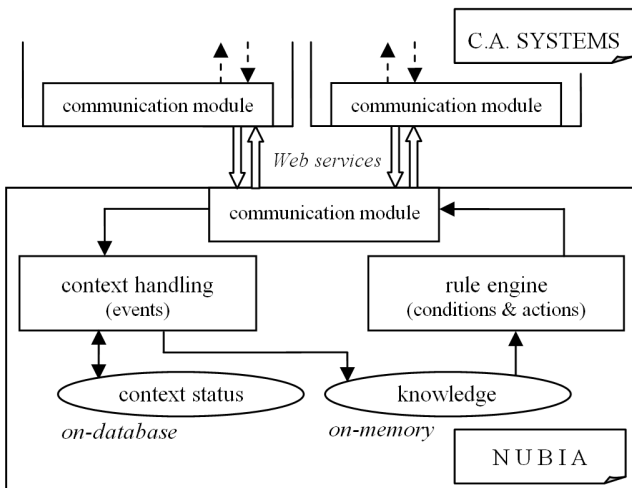 C.A. SYSTEMS
communication module
communication module
Web services
communication module
context handling
(events)
rule engine
(conditions & actions)
context status
knowledge
on-database
on-memory
NUBIA